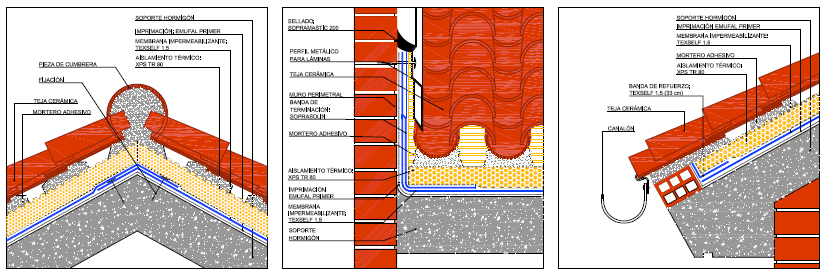 SOPORTE HORMÍGÓN
IMPRIMACIÓN; EMUFAL PRIMER
MEMBRANA IMPERMEABILIZANTE;
TEXSELF 1.5
AÍSLAMIENTO TÉRMICO:
XPS TR 80
PIEZA DE CUMBRERA
FIJACIÓN
TEJA CERÁMICA
MORTERO ADHESIVO
SELLADO;
SOPRAMASTIC 200
PERFIL METÁLICO
PARA LÁMINAS
TEJA CERÁMICA
MURO PERIMETRAL
BANDA DE
TERMINACIÓN:
SOPRASOLIN
MORTERO ADHESIVO
AISLAMIENTO TÉRMICO:
XPS TR 80
IMPRIMACIÓN
EMUFAL PRIMER
MEMBRANA
IMPERMEABILIZANTE;
TEXSELF 1.5
SOPORTE
HORMIGÓN
SOPORTE HORMÍGÓN
IMPRIMACIÓN EMUFAL PRIMER
MEMBRANA IMPERMEABILIZANTE;
TEXSELF 1.5
MORTERO ADHESIVO
AISLAMIENTO TÉRMICO:
XPS TR 80
BANDA DE REFUERZO;
TEXSELF 1.5 (33 cm)
TEJA CERÁMICA
CANALÓN